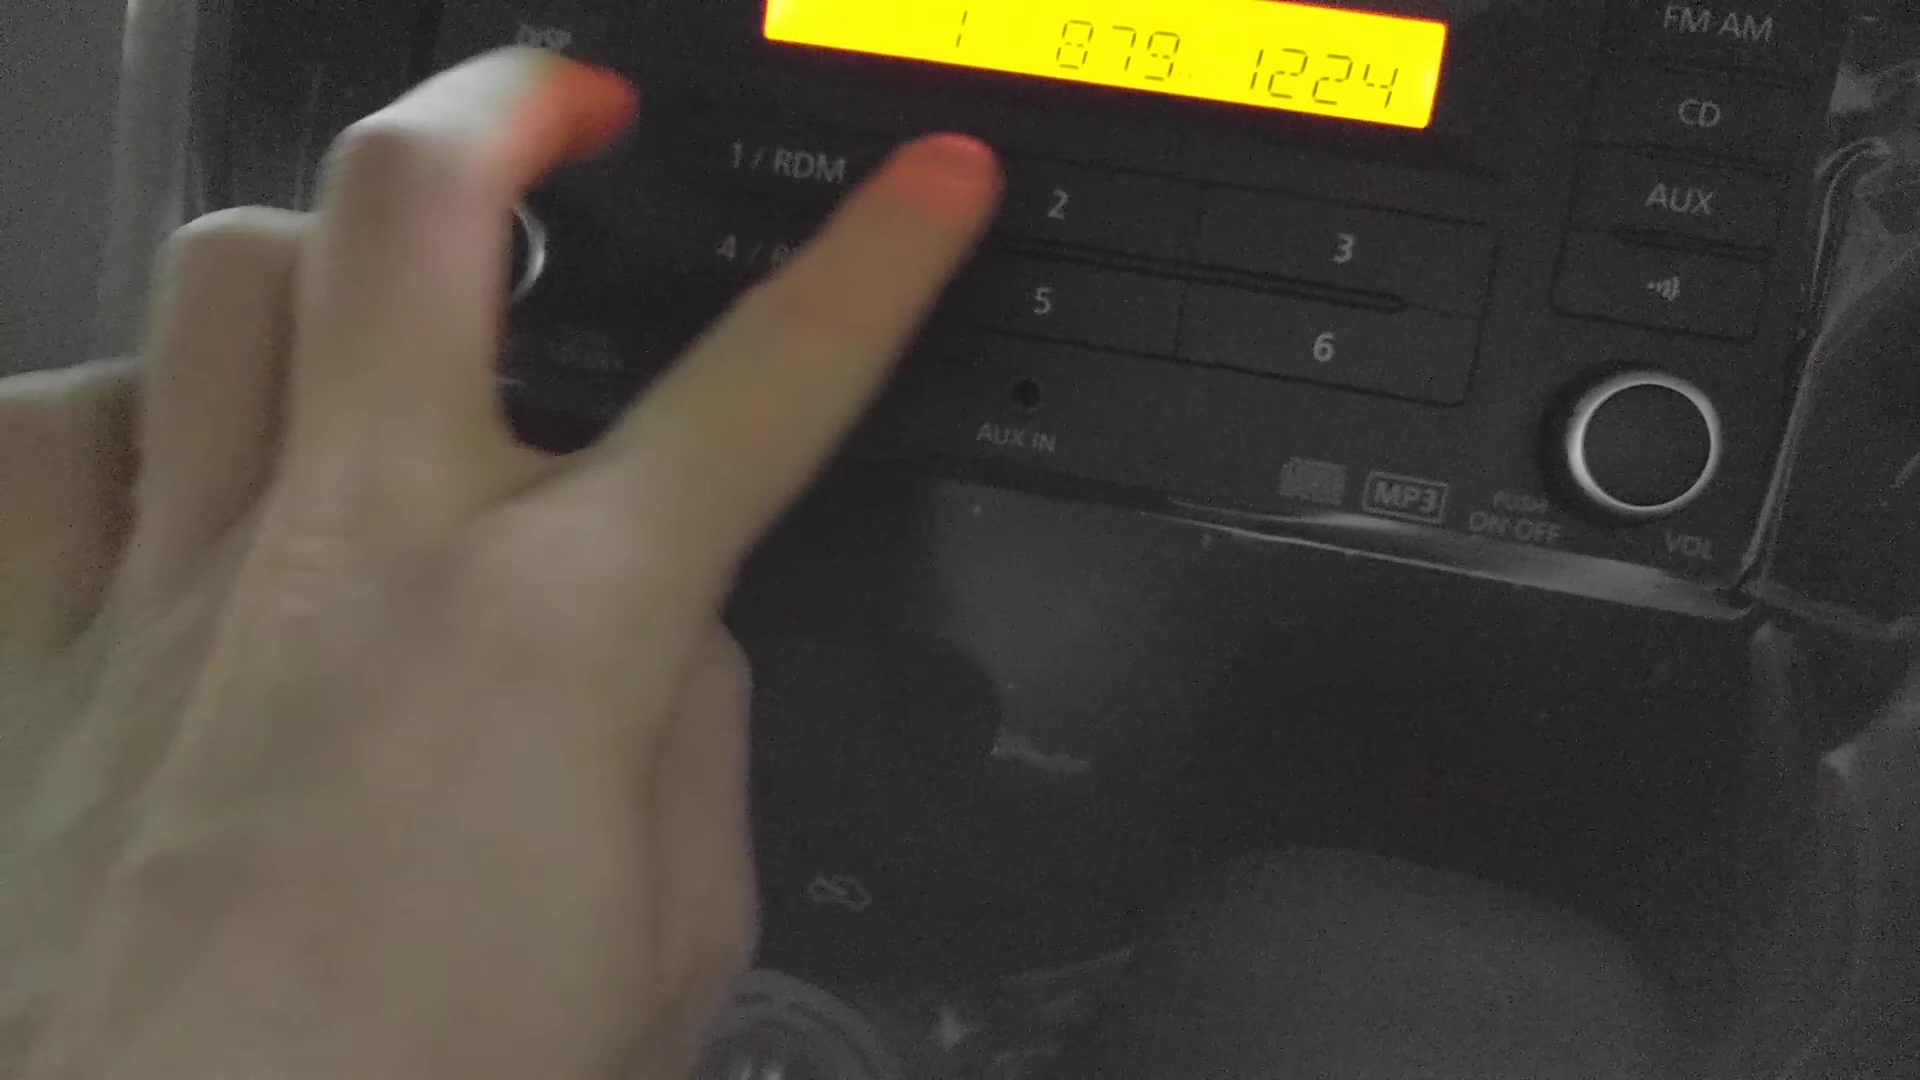 DISP
1 879 1224
FM·AM
CD
AUX
1 / RDM
2
3
4 /
5
6
AUX IN
MP3
PUSH
ON·OFF
VOL